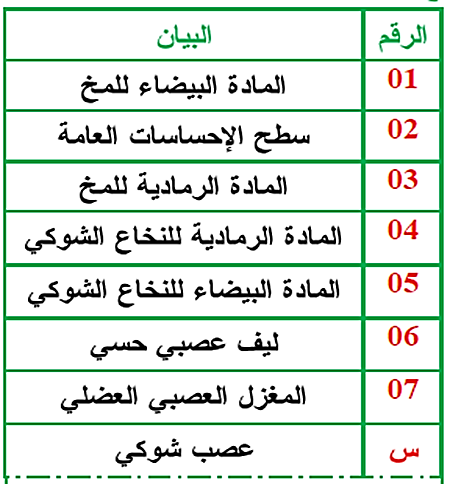 الرقم البيان
01 المادة البيضاء للمخ
02 سطح الإحساسات العامة
03 المادة الرمادية للمخ
04 المادة الرمادية للنخاع الشوكي
05 المادة البيضاء للنخاع الشوكي
06 ليف عصبي حسي
07 المغزل العصبي العضلي
س عصب شوكي